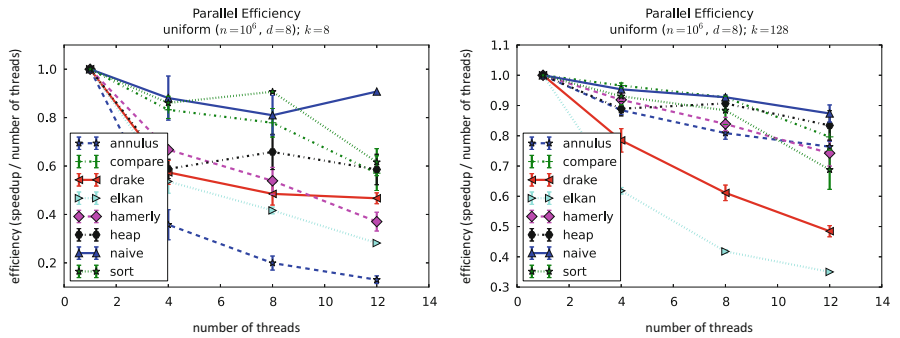 Parallel Efficiency
uniform (n=10⁶, d=8); k=8
efficiency (speedup / number of threads)
1.0
0.8
0.6
0.4
0.2
annulus
compare
drake
elkan
hamerly
heap
naive
sort
0 2 4 6 8 10 12 14
number of threads
Parallel Efficiency
uniform (n=10⁶, d=8); k=128
efficiency (speedup / number of threads)
1.1
1.0
0.9
0.8
0.7
0.6
0.5
0.4
0.3
annulus
compare
drake
elkan
hamerly
heap
naive
sort
0 2 4 6 8 10 12 14
number of threads